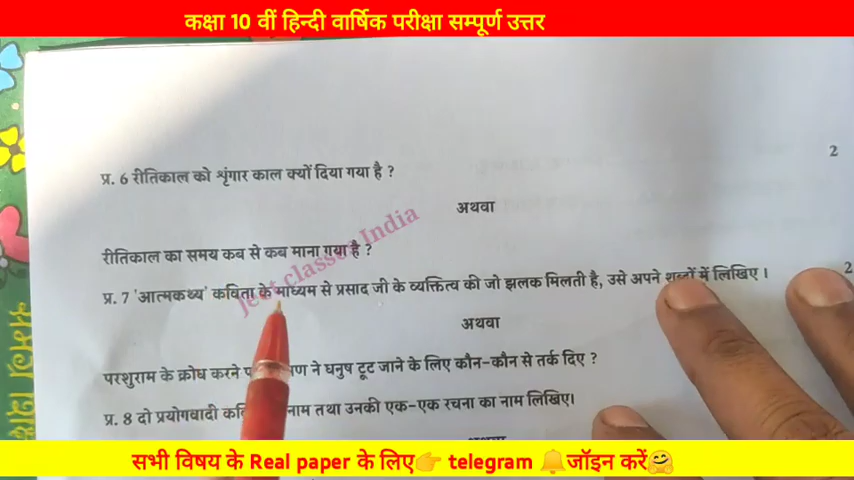 कक्षा 10 वीं हिन्दी वार्षिक परीक्षा सम्पूर्ण उत्तर
2
प्र. 6 रीतिकाल को शृंगार काल क्यों दिया गया है ?
अथवा
रीतिकाल का समय कब से कब माना गया है ?
classes India
प्र. 7 'आत्मकथ्य' कविता के माध्यम से प्रसाद जी के व्यक्तित्व की जो झलक मिलती है, उसे अपने शब्दों में लिखिए। 2
अथवा
परशुराम के क्रोध करने ने धनुष टूट जाने के लिए कौन-कौन से तर्क दिए ?
प्र. 8 दो प्रयोगवादी नाम तथा उनकी एक-एक रचना का नाम लिखिए।
सभी विषय के Real paper के लिए👉 telegram 🔔जॉइन करें🤗